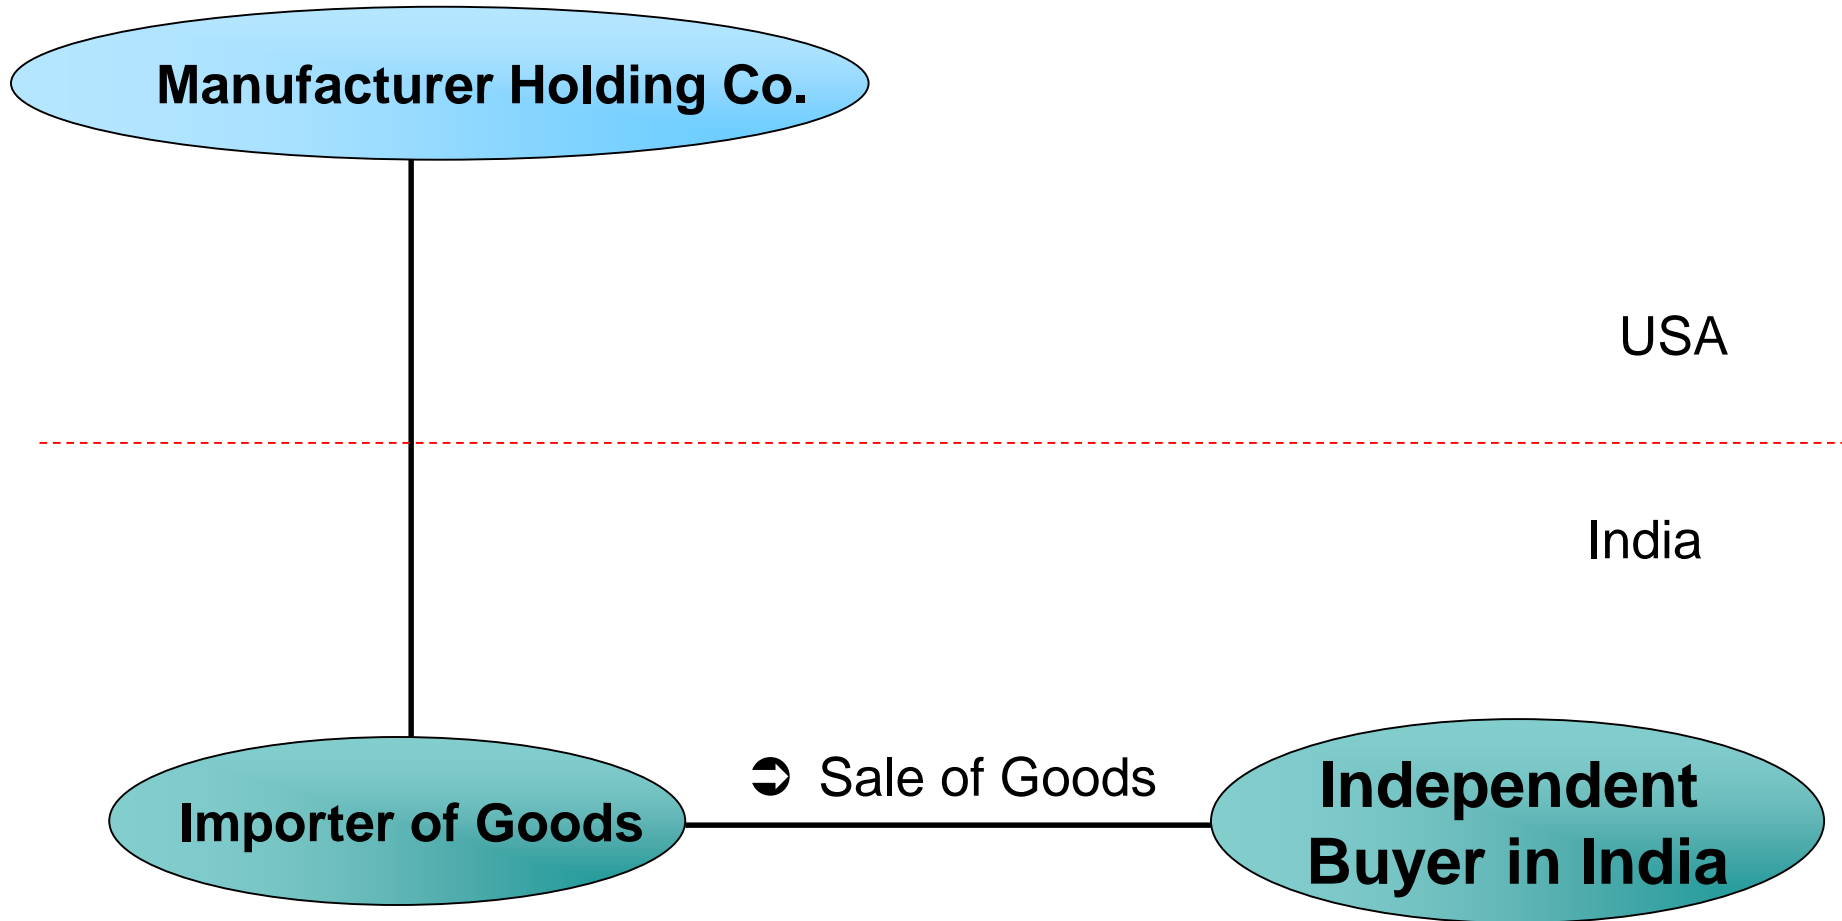 Manufacturer Holding Co.
USA
India
➲ Sale of Goods
Importer of Goods
Independent
Buyer in India